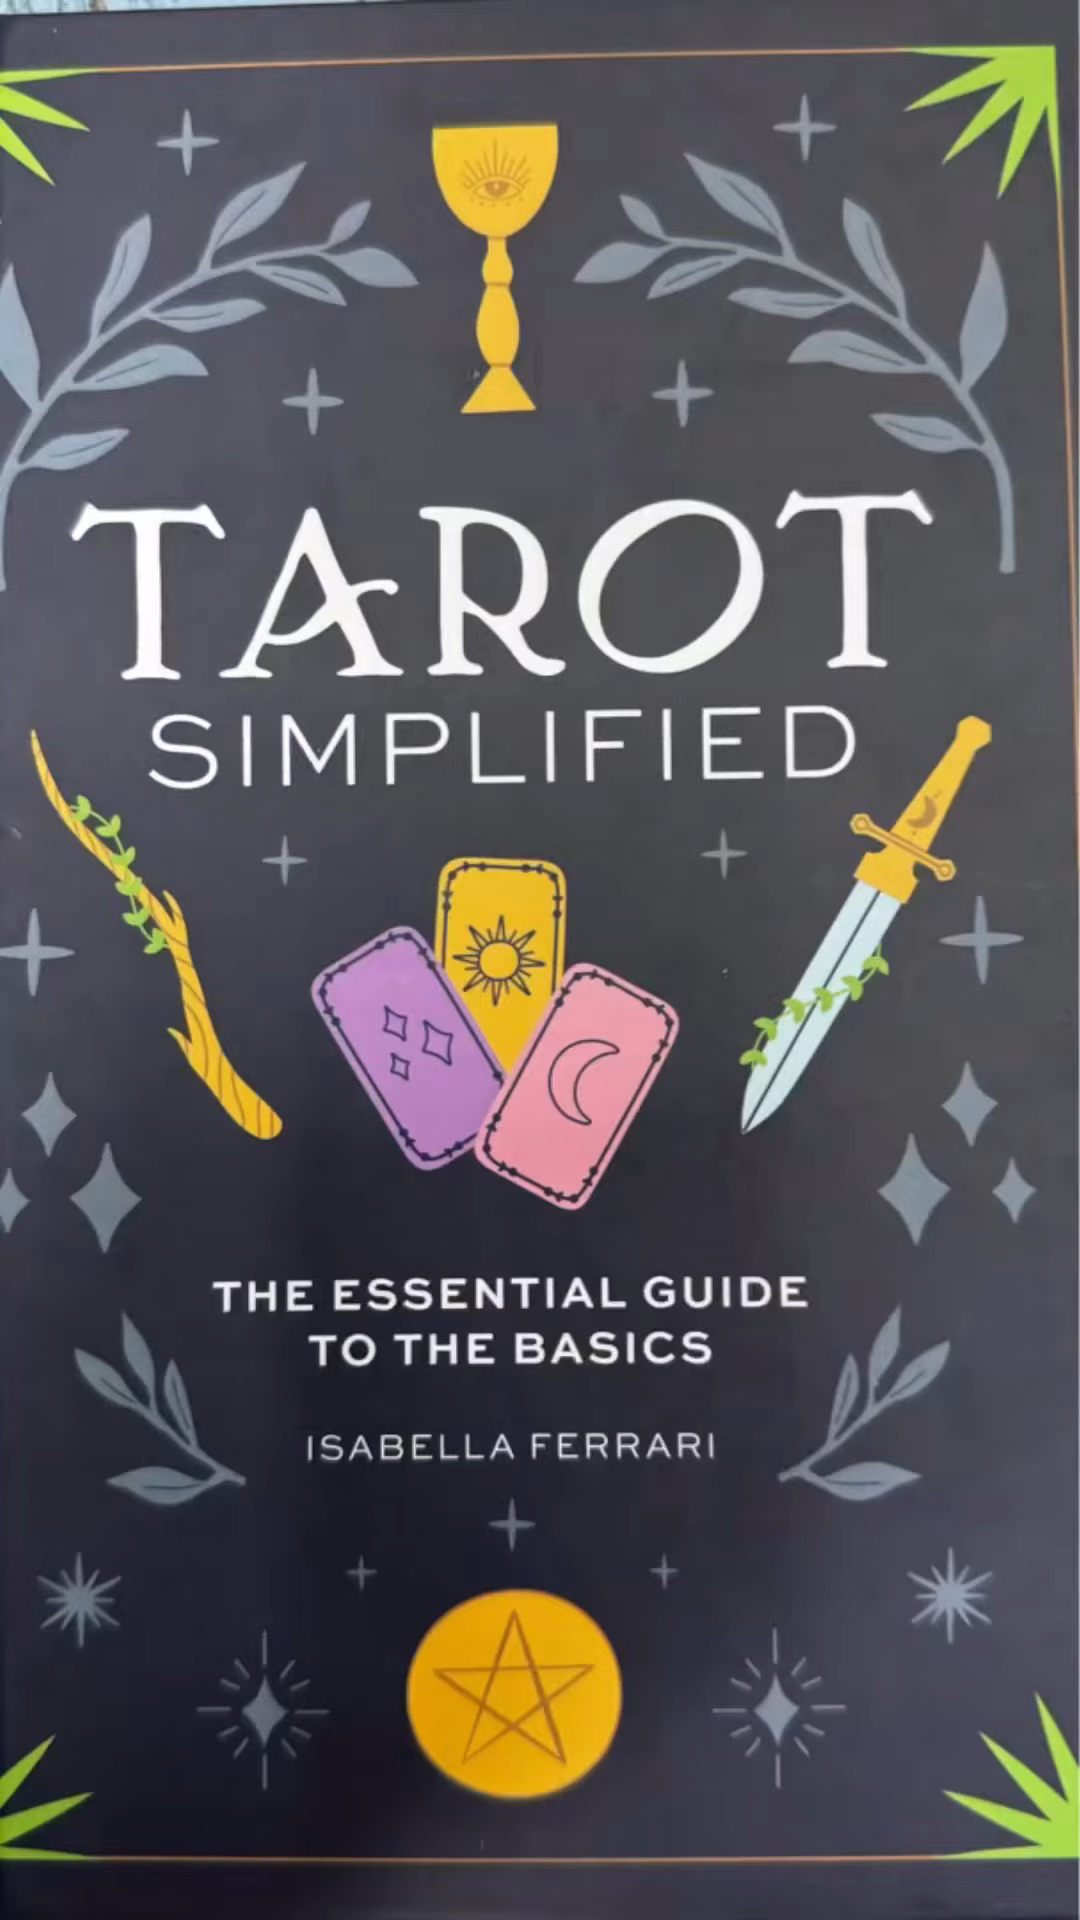 TAROT
SIMPLIFIED
THE ESSENTIAL GUIDE
TO THE BASICS
ISABELLA FERRARI